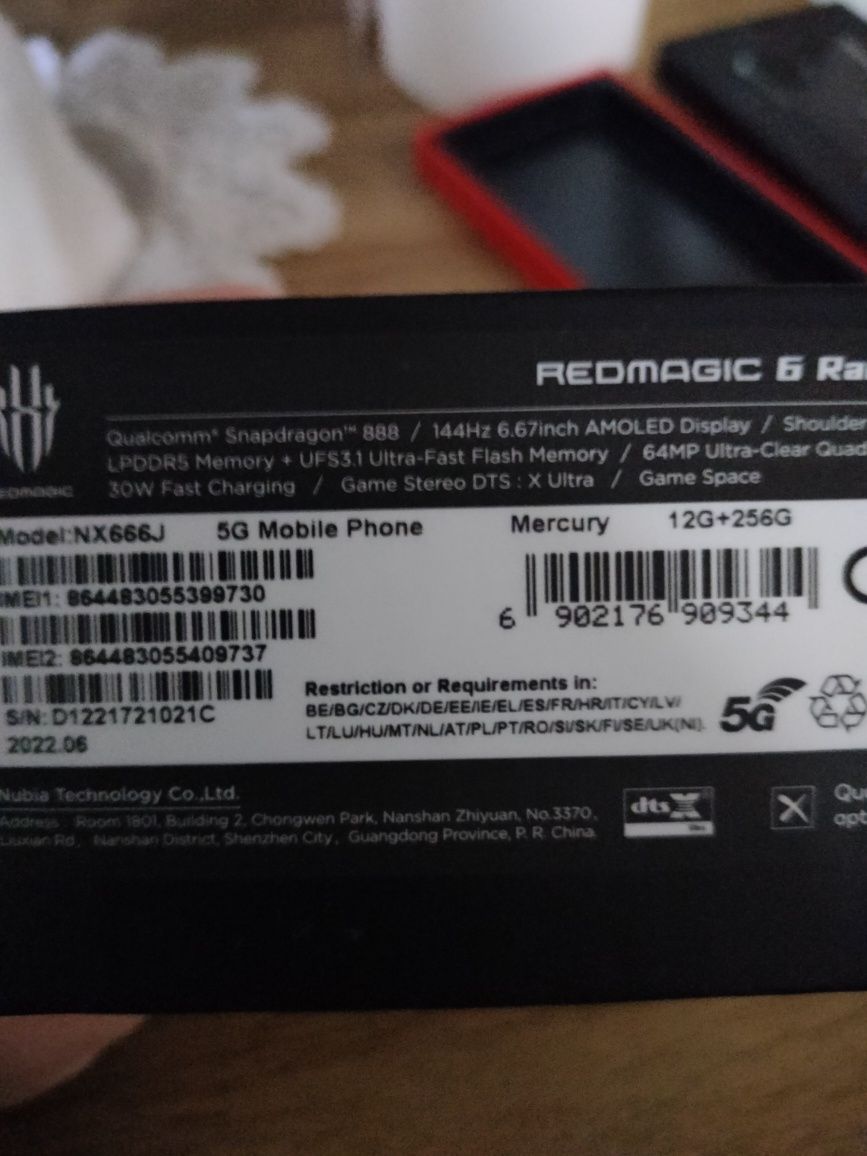 REDMAGIC 6
REDMAGIC
Qualcomm® Snapdragon™ 888 / 144Hz 6.67inch AMOLED Display / Shoulder
LPDDR5 Memory + UFS3.1 Ultra-Fast Flash Memory / 64MP Ultra-Clear Quad
30W Fast Charging / Game Stereo DTS : X Ultra / Game Space
Model:NX666J 5G Mobile Phone Mercury 12G+256G
IMEI1: 864483055399730
6 902176 909344
IMEI2: 864483055409737
S/N: D1221721021C
2022.06
Restriction or Requirements in:
BE/BG/CZ/DK/DE/EE/IE/EL/ES/FR/HR/IT/CY/LV/
LT/LU/HU/MT/NL/AT/PL/PT/RO/SI/SK/FI/SE/UK(NI).
5G
Nubia Technology Co.,Ltd.
Address : Room 1801, Building 2, Chongwen Park, Nanshan Zhiyuan, No.3370,
Liuxian Rd, Nanshan District, Shenzhen City, Guangdong Province, P. R. China
dts X